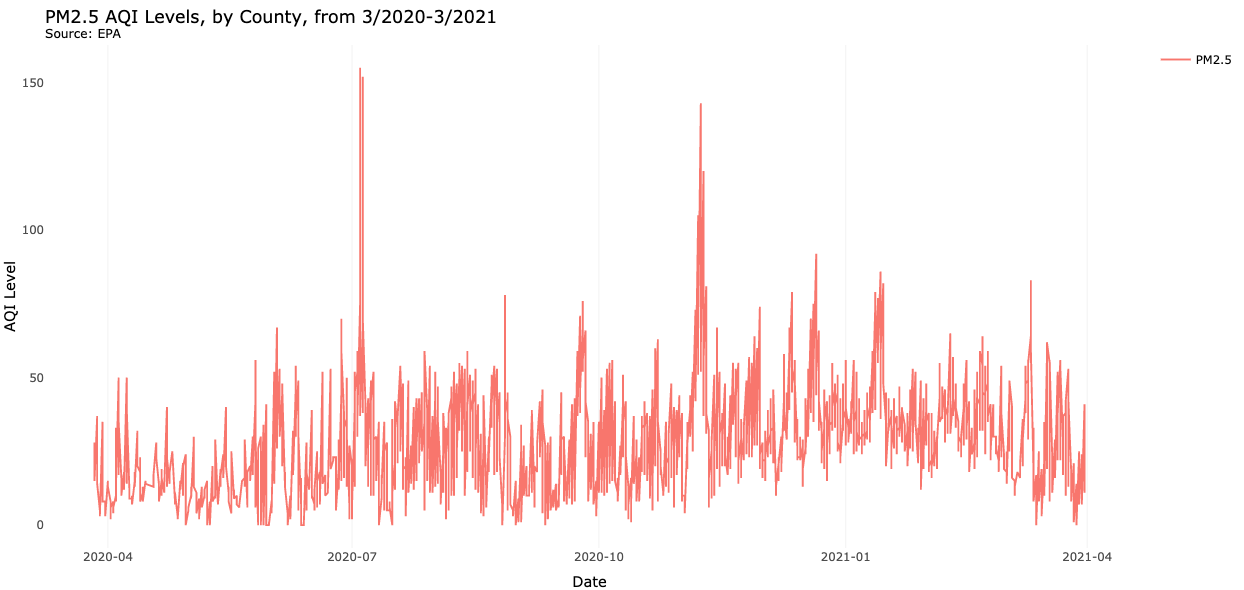 PM2.5 AQI Levels, by County, from 3/2020-3/2021
Source: EPA
PM2.5
150
100
50
0
AQI Level
2020-04
2020-07
2020-10
2021-01
2021-04
Date